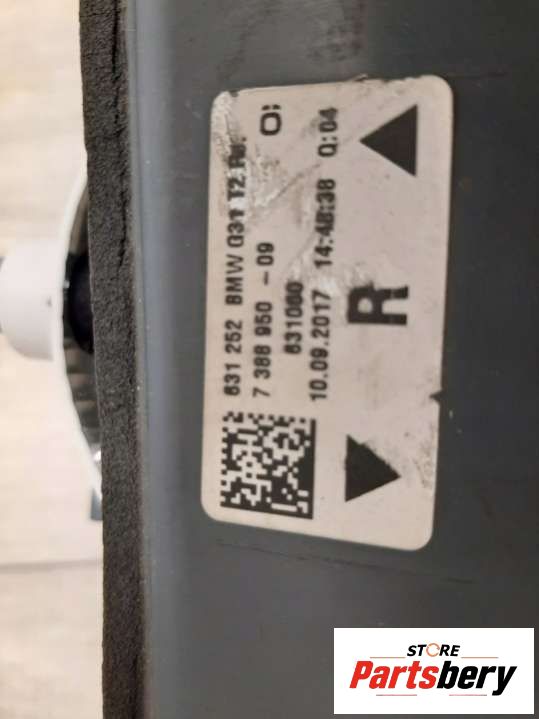 631 252 BMW G31 T2
7 388 950 -09
631060
10.09.2017 14:48:38 Q:04
R
STORE
Partsbery